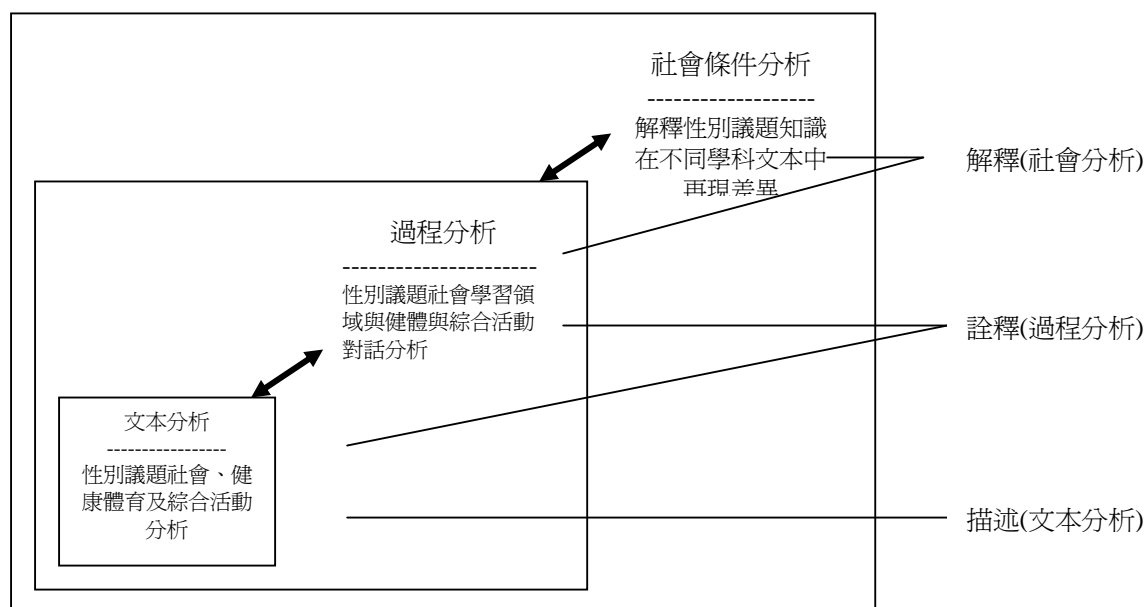 社會條件分析
-------------------
解釋性別議題知識
在不同學科文本中
再現差異
解釋(社會分析)
過程分析
----------------------
性別議題社會學習領
域與健體與綜合活動
對話分析
詮釋(過程分析)
文本分析
-----------------
性別議題社會、健
康體育及綜合活動
分析
描述(文本分析)